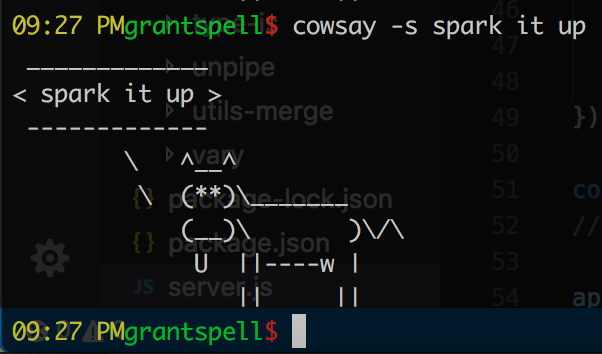 09:27 PMgrantspell$ cowsay -s spark it up
 _____________
< spark it up >
 -------------
        \   ^__^
         \  (**)\_______
            (__)\       )\/\
             U  ||----w |
                ||     ||
09:27 PMgrantspell$
unpipe
utils-merge
vary
{} package-lock.json
{} package.json
JS server.js
46
47
48
49 })
50
51 co
52 //
53
54 ap